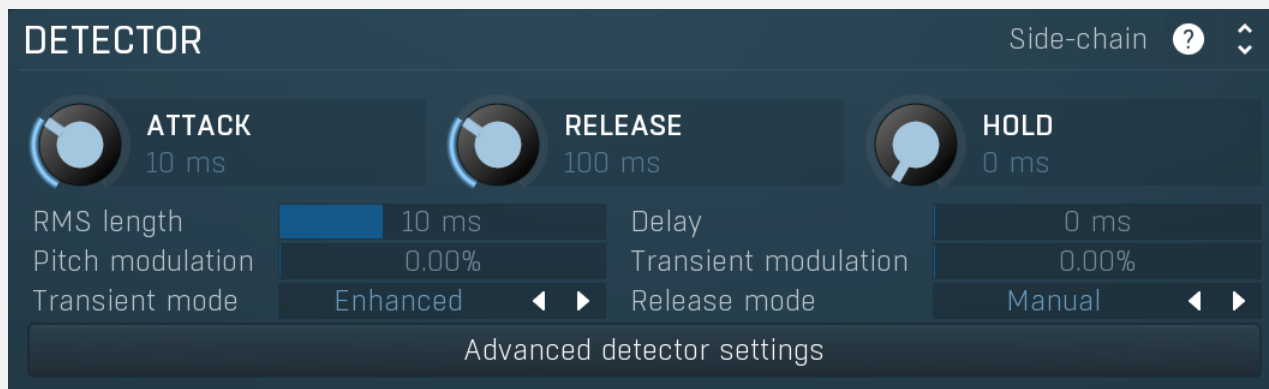 DETECTOR Side-chain ?
ATTACK RELEASE HOLD
10 ms 100 ms 0 ms
RMS length 10 ms Delay 0 ms
Pitch modulation 0.00% Transient modulation 0.00%
Transient mode Enhanced Release mode Manual
Advanced detector settings